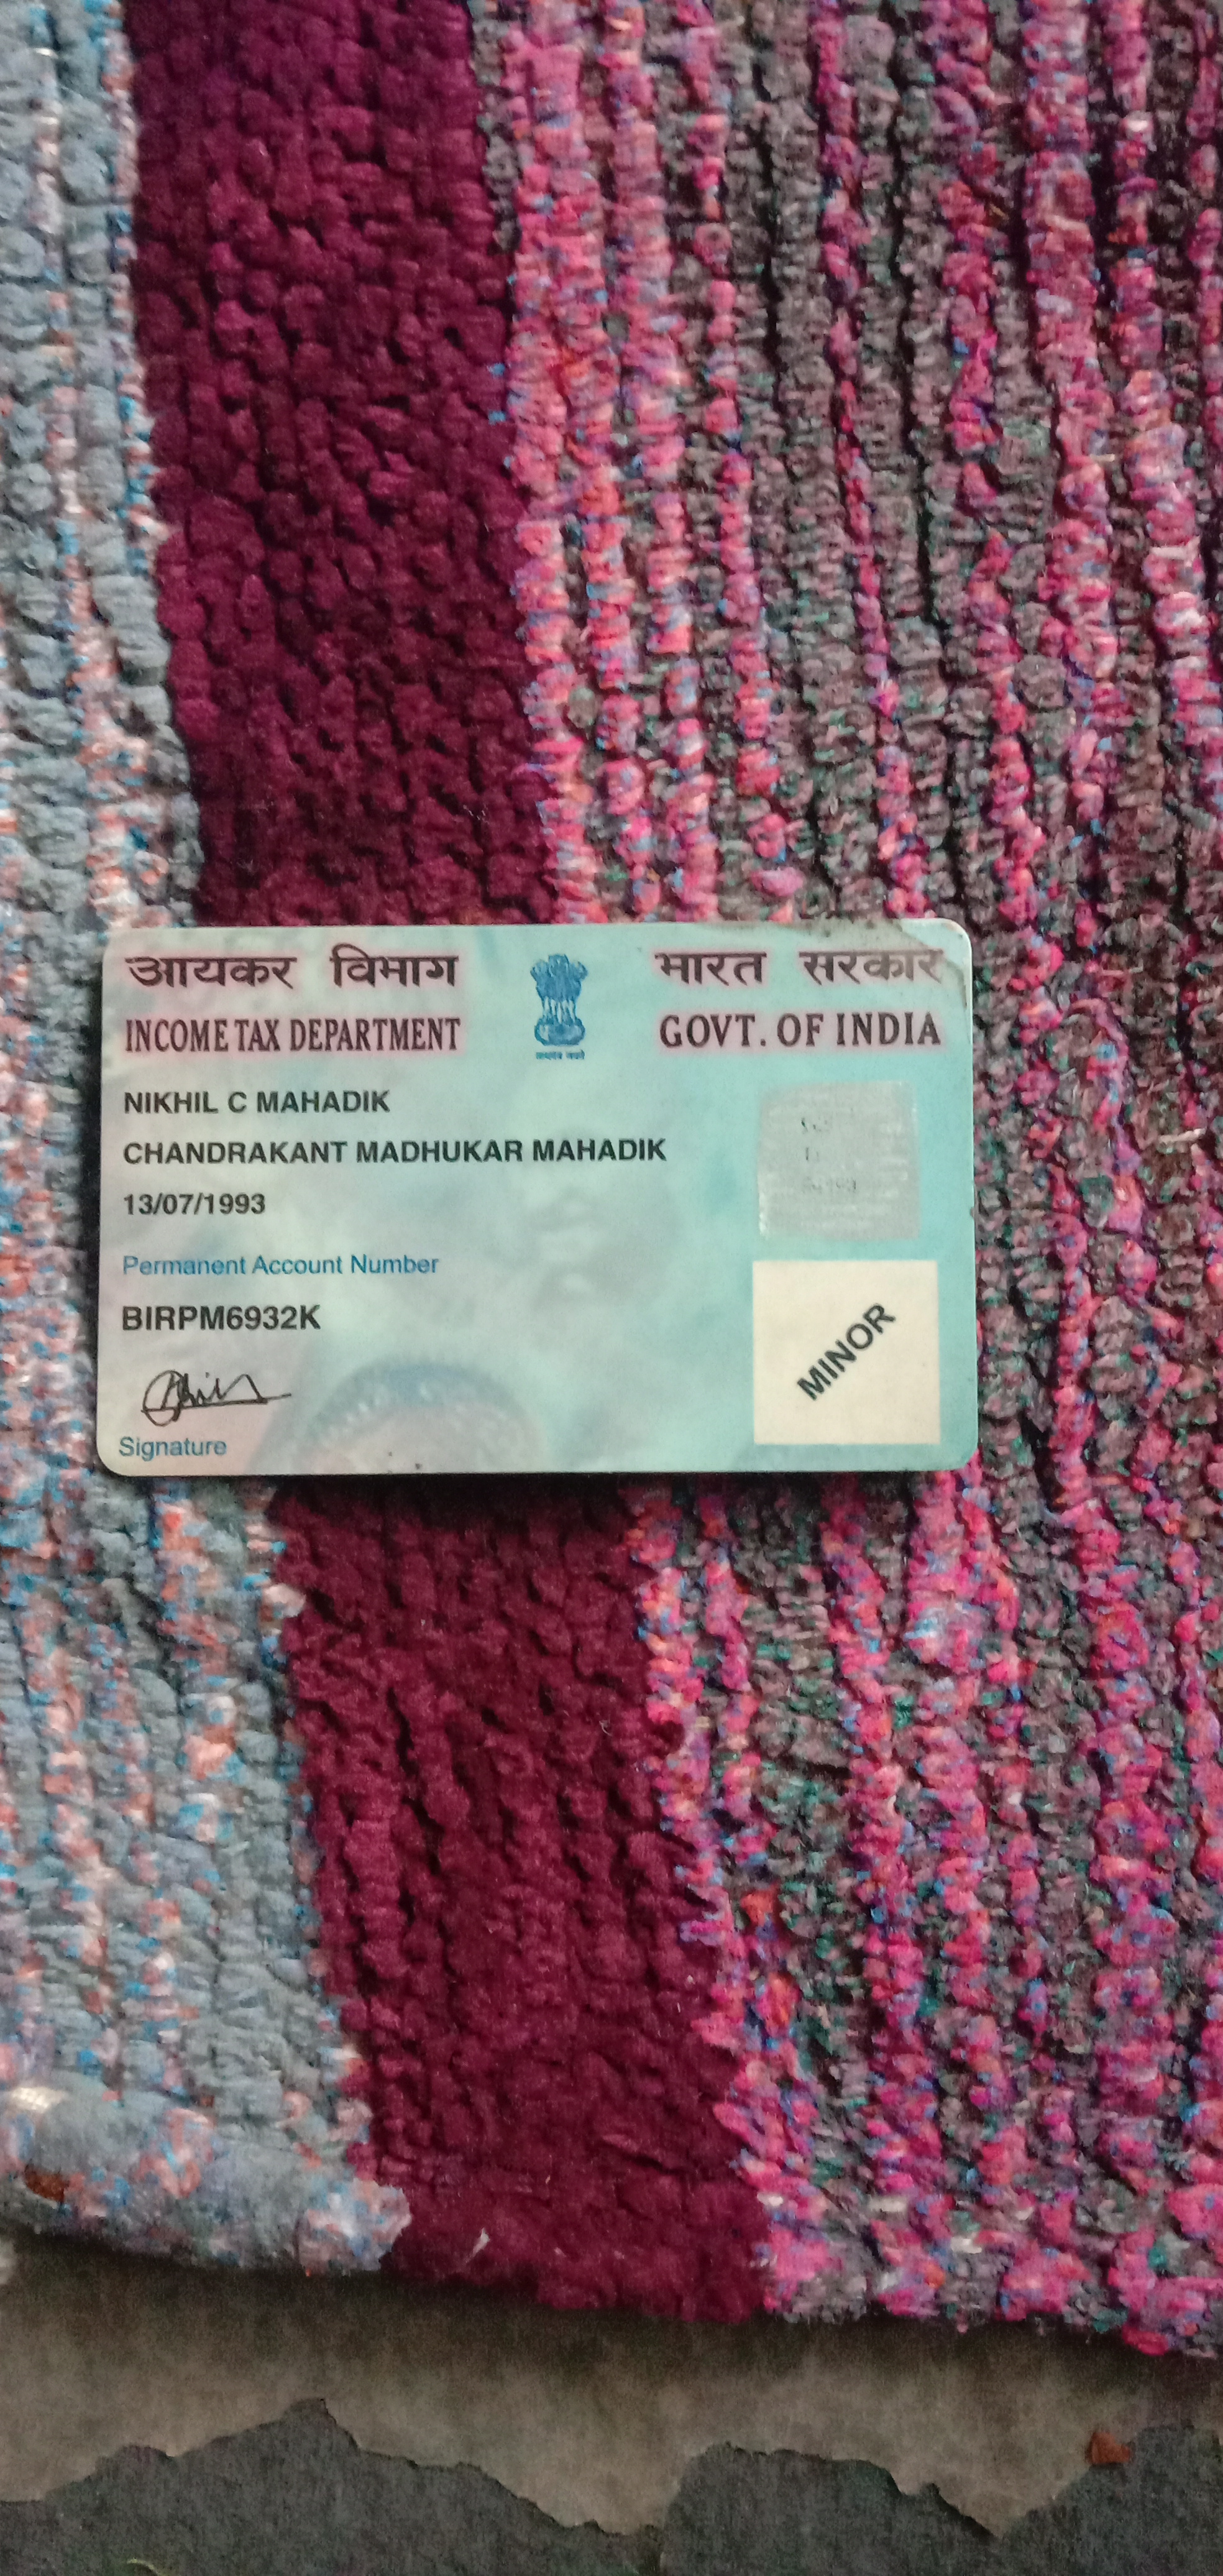 आयकर विभाग
भारत सरकार
INCOME TAX DEPARTMENT
GOVT. OF INDIA
NIKHIL C MAHADIK
CHANDRAKANT MADHUKAR MAHADIK
13/07/1993
Permanent Account Number
BIRPM6932K
MINOR
Signature